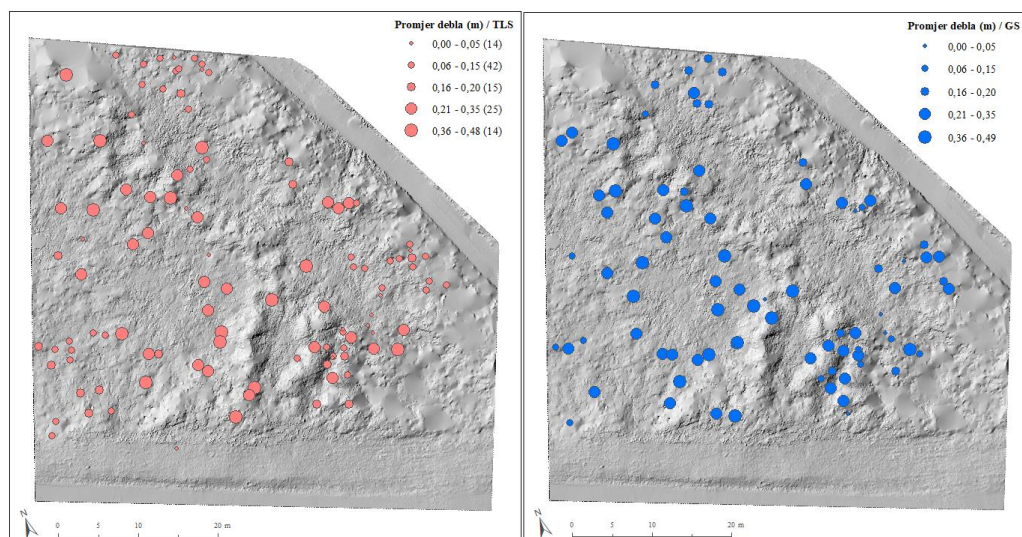 Promjer debla (m) / TLS
0,00 - 0,05 (14)
0,06 - 0,15 (42)
0,16 - 0,20 (15)
0,21 - 0,35 (25)
0,36 - 0,48 (14)
N
0 5 10 20 m
Promjer debla (m) / GS
0,00 - 0,05
0,06 - 0,15
0,16 - 0,20
0,21 - 0,35
0,36 - 0,49
N
0 5 10 20 m